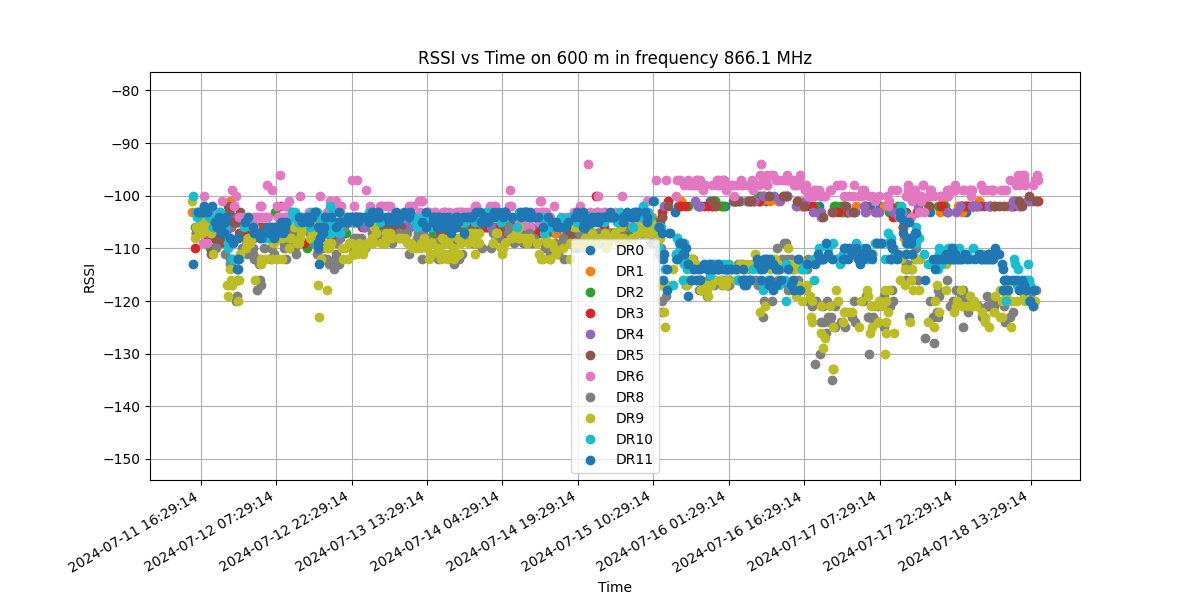 RSSI vs Time on 600 m in frequency 866.1 MHz
RSSI
−80
−90
−100
−110
−120
−130
−140
−150
DR0
DR1
DR2
DR3
DR4
DR5
DR6
DR8
DR9
DR10
DR11
2024-07-11 16:29:14
2024-07-12 07:29:14
2024-07-12 22:29:14
2024-07-13 13:29:14
2024-07-14 04:29:14
2024-07-14 19:29:14
2024-07-15 10:29:14
2024-07-16 01:29:14
2024-07-16 16:29:14
2024-07-17 07:29:14
2024-07-17 22:29:14
2024-07-18 13:29:14
Time